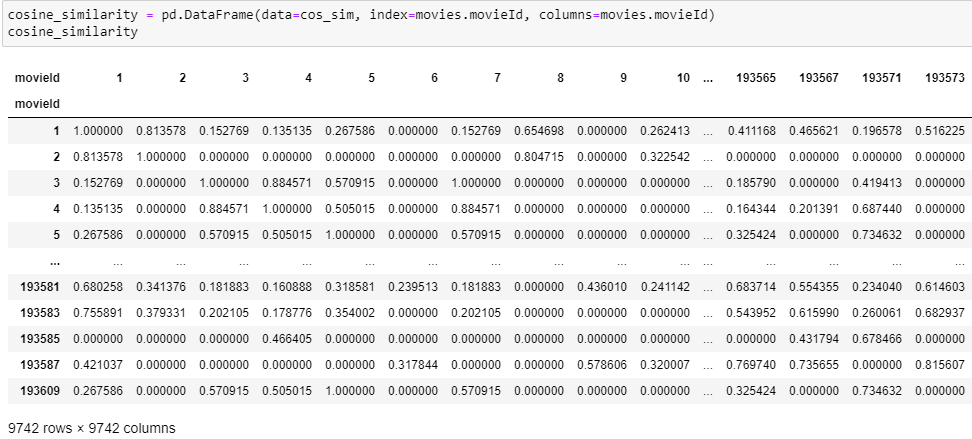 cosine_similarity = pd.DataFrame(data=cos_sim, index=movies.movieId, columns=movies.movieId)
cosine_similarity
movieId 1 2 3 4 5 6 7 8 9 10 ... 193565 193567 193571 193573
movieId
1 1.000000 0.813578 0.152769 0.135135 0.267586 0.000000 0.152769 0.654698 0.000000 0.262413 ... 0.411168 0.465621 0.196578 0.516225
2 0.813578 1.000000 0.000000 0.000000 0.000000 0.000000 0.000000 0.804715 0.000000 0.322542 ... 0.000000 0.000000 0.000000 0.000000
3 0.152769 0.000000 1.000000 0.884571 0.570915 0.000000 1.000000 0.000000 0.000000 0.000000 ... 0.185790 0.000000 0.419413 0.000000
4 0.135135 0.000000 0.884571 1.000000 0.505015 0.000000 0.884571 0.000000 0.000000 0.000000 ... 0.164344 0.201391 0.687440 0.000000
5 0.267586 0.000000 0.570915 0.505015 1.000000 0.000000 0.570915 0.000000 0.000000 0.000000 ... 0.325424 0.000000 0.734632 0.000000
... ... ... ... ... ... ... ... ... ... ... ... ... ... ... ...
193581 0.680258 0.341376 0.181883 0.160888 0.318581 0.239513 0.181883 0.000000 0.436010 0.241142 ... 0.683714 0.554355 0.234040 0.614603
193583 0.755891 0.379331 0.202105 0.178776 0.354002 0.000000 0.202105 0.000000 0.000000 0.000000 ... 0.543952 0.615990 0.260061 0.682937
193585 0.000000 0.000000 0.000000 0.466405 0.000000 0.000000 0.000000 0.000000 0.000000 0.000000 ... 0.000000 0.431794 0.678466 0.000000
193587 0.421037 0.000000 0.000000 0.000000 0.000000 0.317844 0.000000 0.000000 0.578606 0.320007 ... 0.769740 0.735655 0.000000 0.815607
193609 0.267586 0.000000 0.570915 0.505015 1.000000 0.000000 0.570915 0.000000 0.000000 0.000000 ... 0.325424 0.000000 0.734632 0.000000
9742 rows × 9742 columns